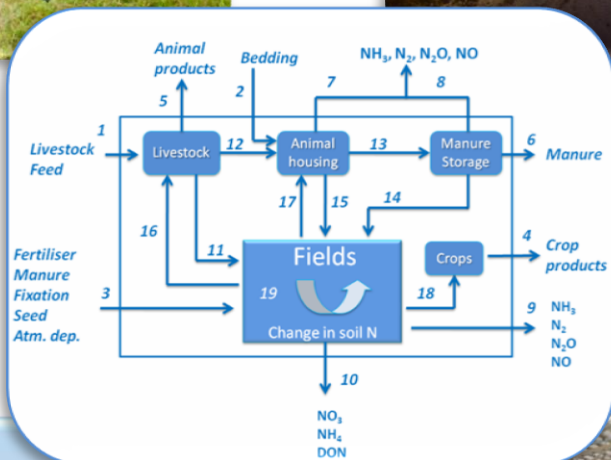 Animal
products
Bedding
NH₃, N₂, N₂O, NO
5
2
7
8
1
Livestock
Feed
Livestock
12
Animal
housing
13
Manure
Storage
6
Manure
16
11
17
15
14
4
Crop
products
Fertiliser
Manure
Fixation
Seed
Atm. dep.
3
Fields
19
Change in soil N
Crops
18
9
NH₃
N₂
N₂O
NO
10
NO₃
NH₄
DON